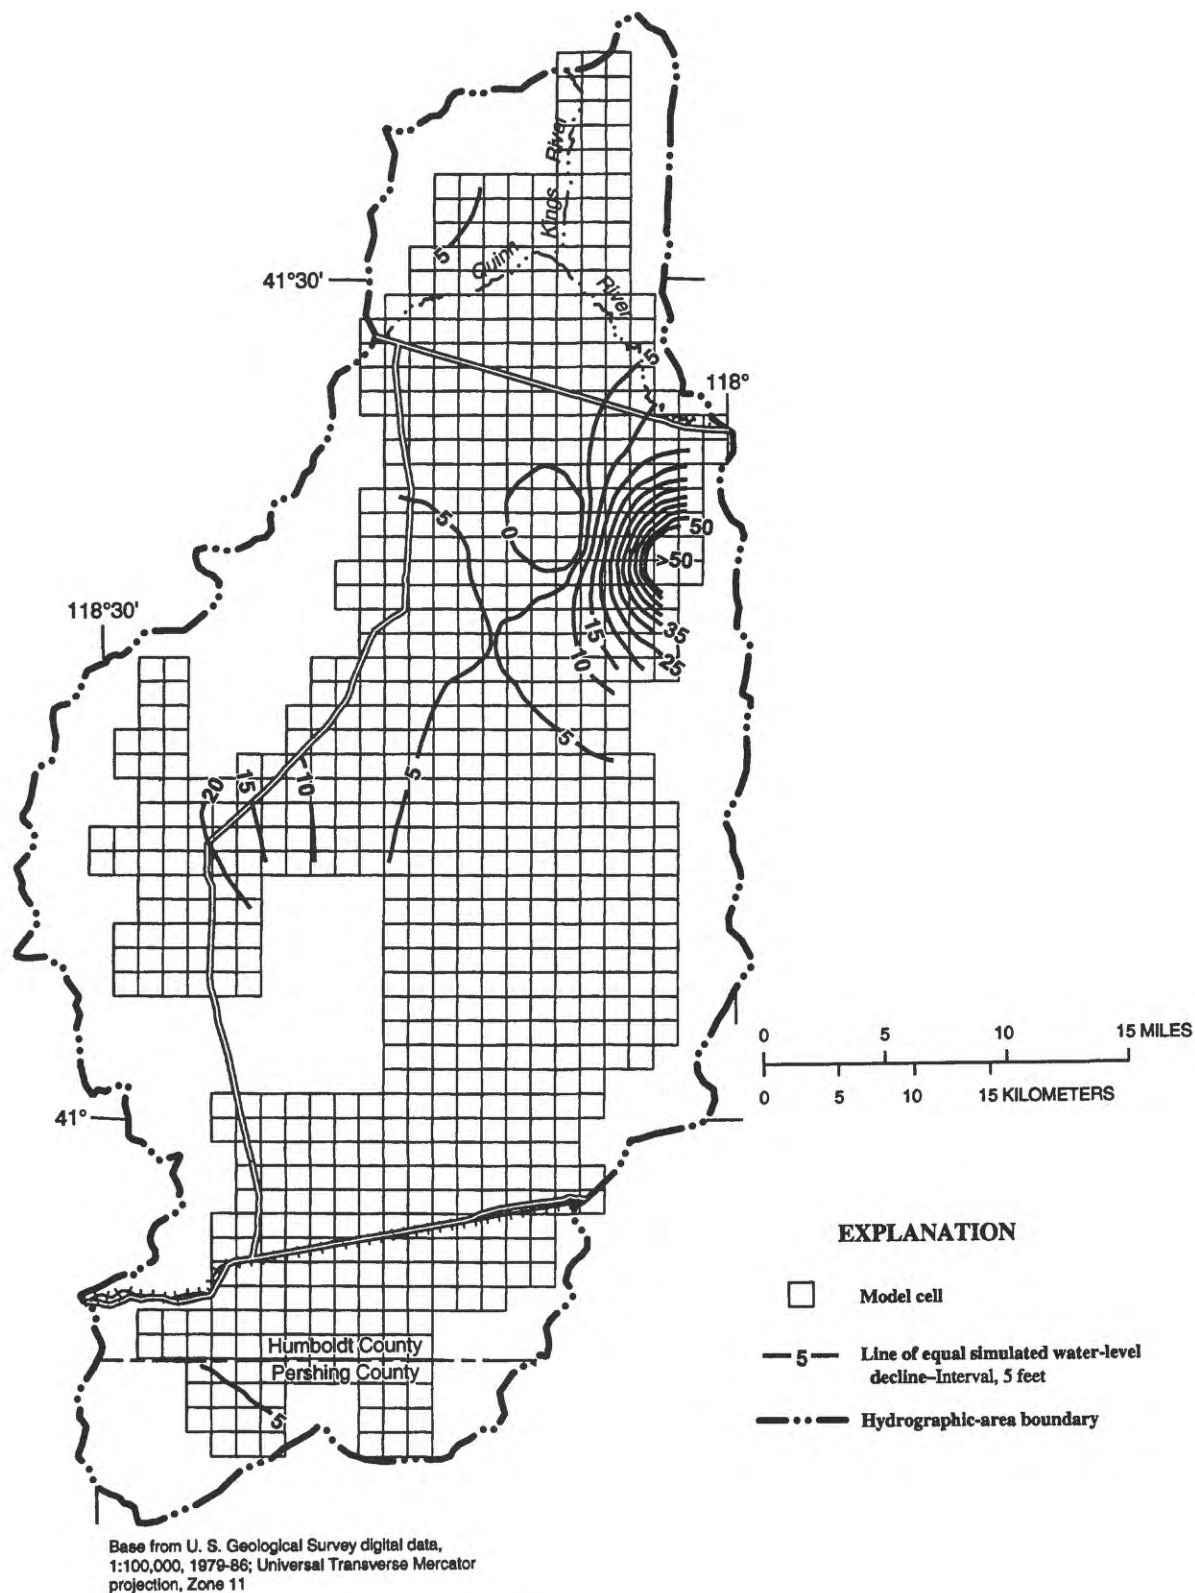 Kings River
Quinn
River
5
41°30'
5
118°
5
0
50
>50
118°30'
15
35
10
25
5
5
20
15
10
0 5 10 15 MILES
0 5 10 15 KILOMETERS
41°
EXPLANATION
Model cell
5 Line of equal simulated water-level
decline–Interval, 5 feet
Hydrographic-area boundary
Humboldt County
Pershing County
5
Base from U. S. Geological Survey digital data,
1:100,000, 1979-86; Universal Transverse Mercator
projection, Zone 11